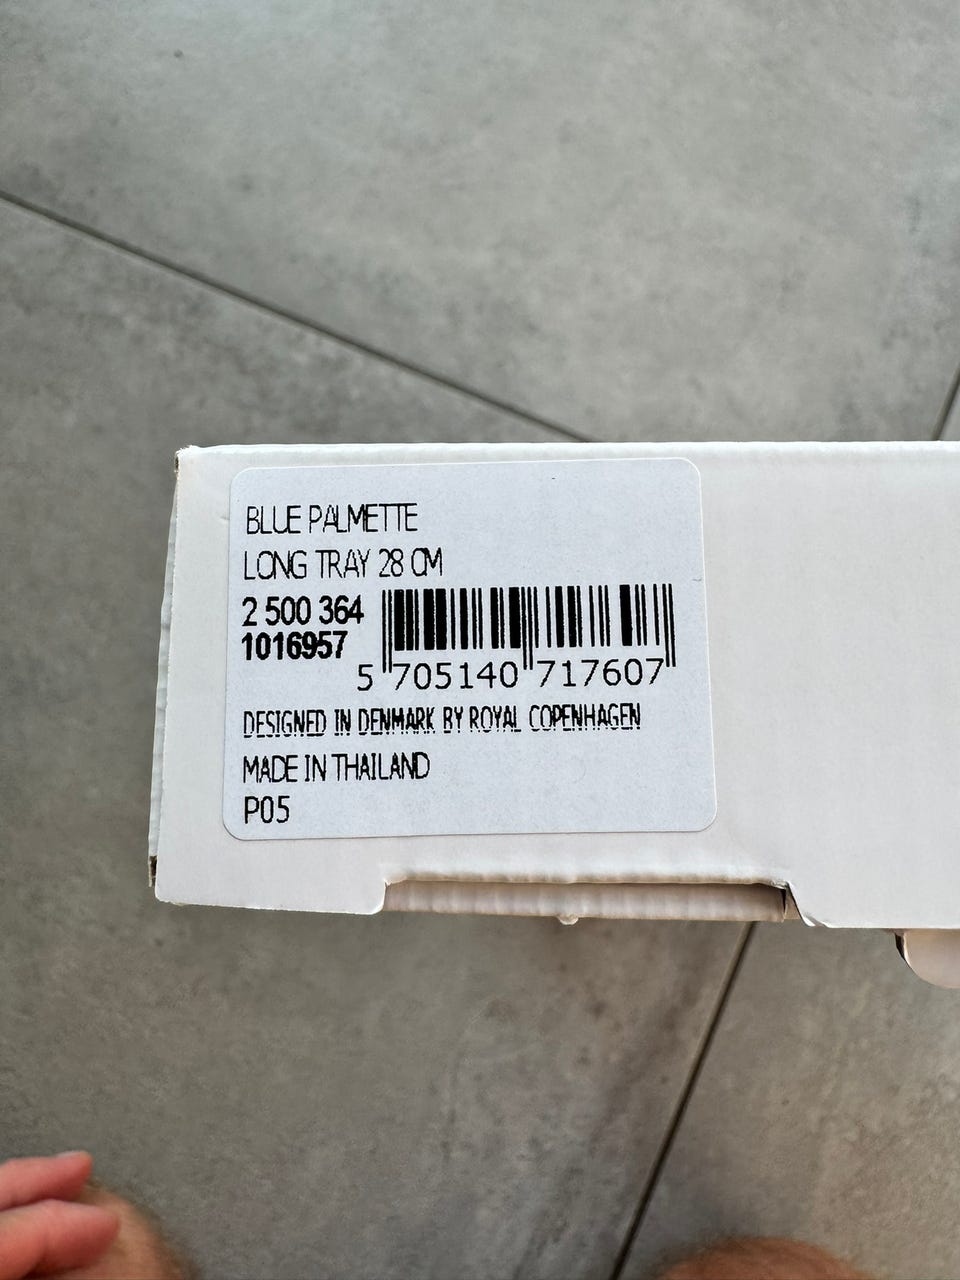 BLUE PALMETTE
LONG TRAY 28 CM
2 500 364
1016957
5 705140 717607
DESIGNED IN DENMARK BY ROYAL COPENHAGEN
MADE IN THAILAND
P05